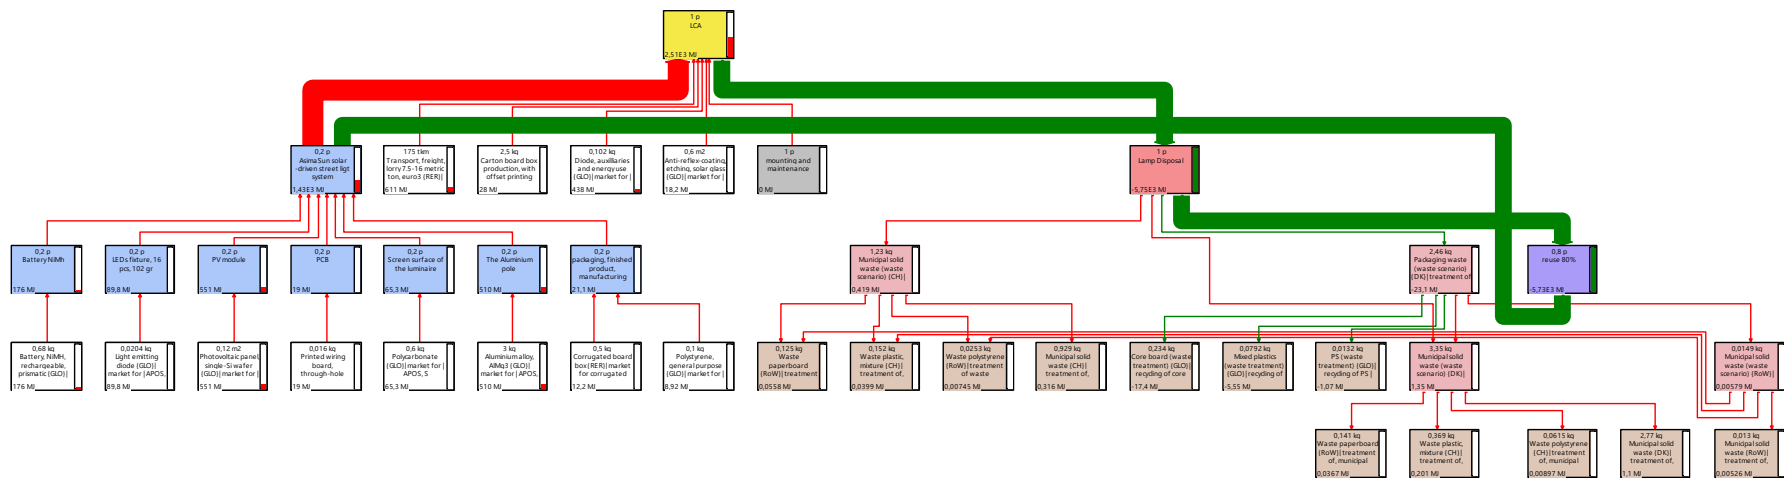 1 p
LCA
2,51E3 MJ
0,2 p
AsimaSun solar
-driven street ligt
system
1,43E3 MJ
175 tkm
Transport, freight,
lorry 7.5-16 metric
ton, euro3 {RER}|
611 MJ
2,5 kg
Carton board box
production, with
offset printing
28 MJ
0,102 kg
Diode, auxilliaries
and energy use
{GLO}|market for |
438 MJ
0,6 m2
Anti-reflex-coating,
etching, solar glass
{GLO}|market for |
18,2 MJ
1 p
mounting and
maintenance
0 MJ
1 p
Lamp Disposal
-5,75E3 MJ
0,2 p
Battery NiMh
176 MJ
0,2 p
LEDs fixture, 16
pcs, 102 gr
89,8 MJ
0,2 p
PV module
551 MJ
0,2 p
PCB
19 MJ
0,2 p
Screen surface of
the luminaire
65,3 MJ
0,2 p
The Aluminium
pole
510 MJ
0,2 p
packaging, finished
product,
manufacturing
21,1 MJ
1,23 kg
Municipal solid
waste (waste
scenario) {CH}|
0,419 MJ
2,46 kg
Packaging waste
(waste scenario)
{DK}|treatment of
-23,1 MJ
0,8 p
reuse 80%
-5,73E3 MJ
0,68 kg
Battery, NiMH,
rechargeable,
prismatic {GLO}|
176 MJ
0,0204 kg
Light emitting
diode {GLO}|
market for |APOS,
89,8 MJ
0,12 m2
Photovoltaic panel,
single-Si wafer
{GLO}|market for |
551 MJ
0,016 kg
Printed wiring
board,
through-hole
19 MJ
0,6 kg
Polycarbonate
{GLO}|market for |
APOS, S
65,3 MJ
3 kg
Aluminium alloy,
AlMg3 {GLO}|
market for |APOS,
510 MJ
0,5 kg
Corrugated board
box {RER}|market
for corrugated
12,2 MJ
0,1 kg
Polystyrene,
general purpose
{GLO}|market for |
8,92 MJ
0,125 kg
Waste
paperboard
{RoW}|treatment
0,0558 MJ
0,152 kg
Waste plastic,
mixture {CH}|
treatment of,
0,0399 MJ
0,0253 kg
Waste polystyrene
{RoW}|treatment
of waste
0,00745 MJ
0,929 kg
Municipal solid
waste {CH}|
treatment of,
0,316 MJ
0,234 kg
Core board (waste
treatment) {GLO}|
recyding of core
-17,4 MJ
0,0792 kg
Mixed plastics
(waste treatment)
{GLO}|recyding of
-5,55 MJ
0,0132 kg
PS (waste
treatment) {GLO}|
recyding of PS |
-1,07 MJ
3,35 kg
Municipal solid
waste (waste
scenario) {DK}|
1,35 MJ
0,0149 kg
Municipal solid
waste (waste
scenario) {RoW}|
0,00579 MJ
0,141 kg
Waste paperboard
{RoW}|treatment
of, municipal
0,0367 MJ
0,369 kg
Waste plastic,
mixture {CH}|
treatment of,
0,201 MJ
0,0615 kg
Waste polystyrene
{CH}|treatment
of, municipal
0,00897 MJ
2,77 kg
Municipal solid
waste {DK}|
treatment of,
1,1 MJ
0,013 kg
Municipal solid
waste {RoW}|
treatment of,
0,00526 MJ